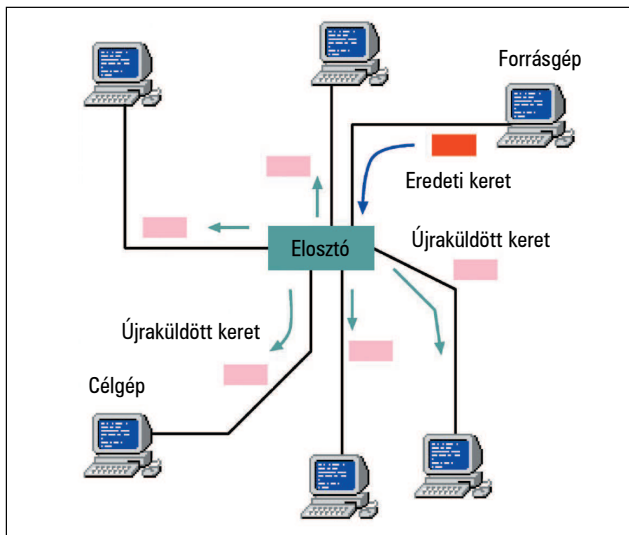 Forrásgép
Eredeti keret
Elosztó
Újraküldött keret
Újraküldött keret
Célgép